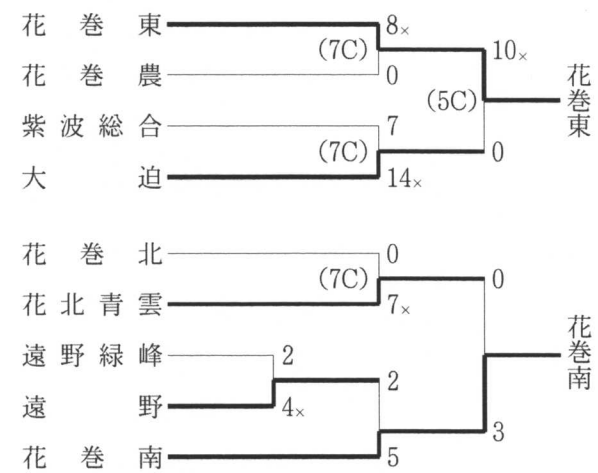 花巻東
8×
(7C)
10×
花巻農
0
花巻東
(5C)
紫波総合
7
(7C)
0
大迫
14×
花巻北
0
(7C)
0
花北青雲
7×
花巻南
遠野緑峰
2
2
遠野
4×
3
花巻南
5